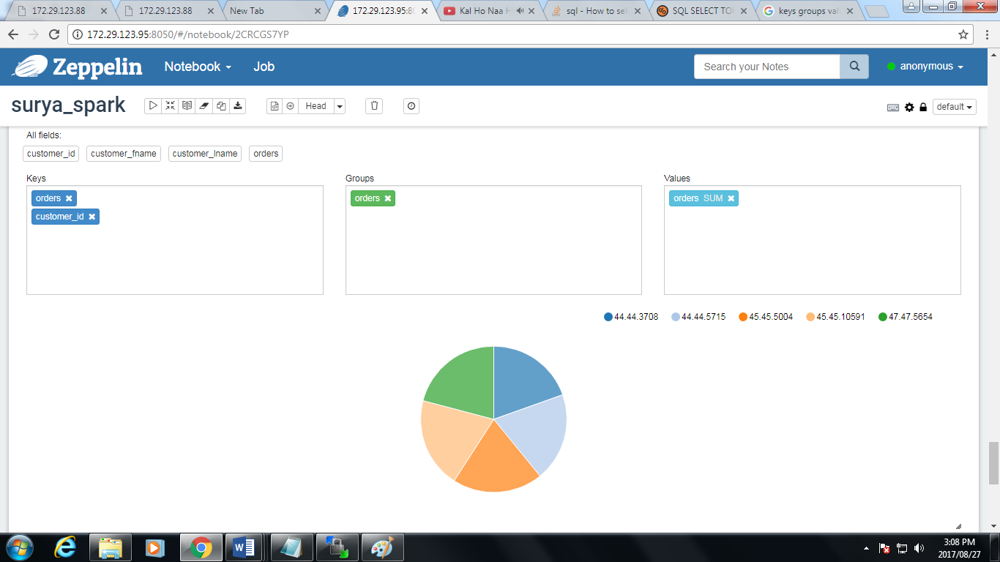 172.29.123.88
172.29.123.88
New Tab
172.29.123.95:80
Kal Ho Naa H
sql - How to sel
SQL SELECT TO
keys groups val
172.29.123.95:8050/#/notebook/2CRCGS7YP
Zeppelin
Notebook
Job
Search your Notes
anonymous
surya_spark
Head
default
All fields:
customer_id customer_fname customer_lname orders
Keys
Groups
Values
orders
customer_id
orders
orders SUM
44.44.3708 44.44.5715 45.45.5004 45.45.10591 47.47.5654
3:08 PM
2017/08/27